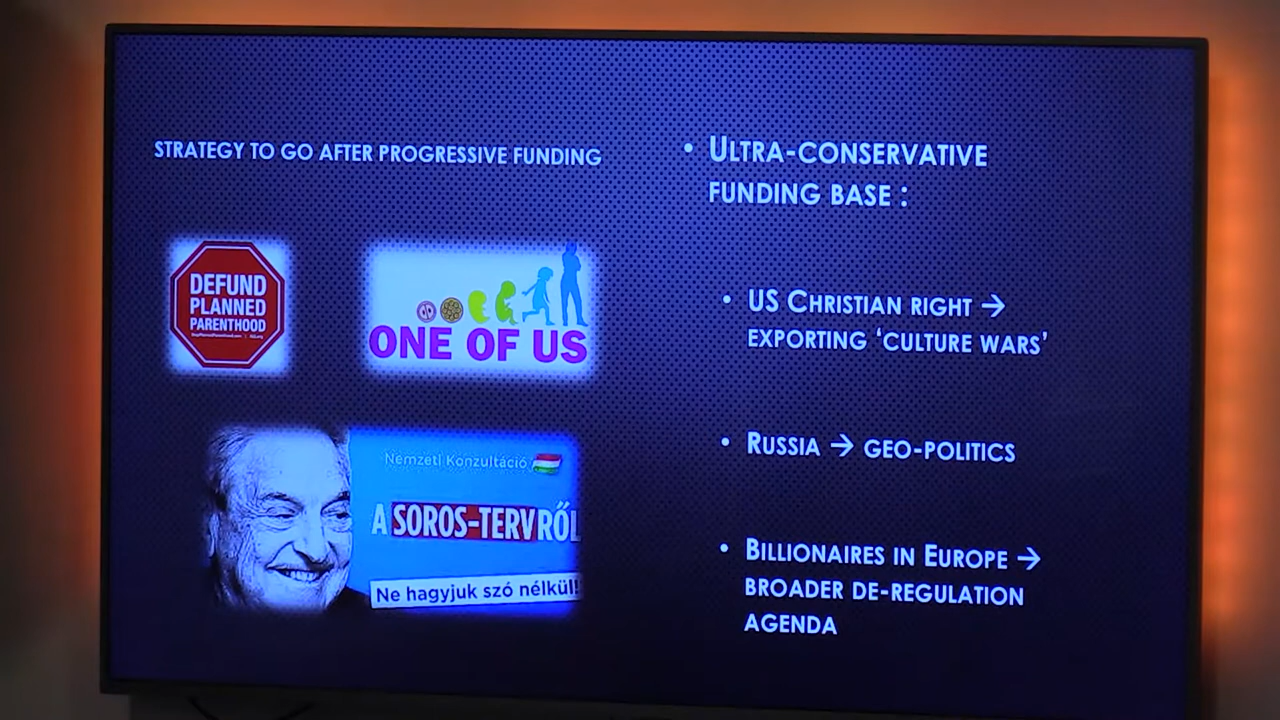 STRATEGY TO GO AFTER PROGRESSIVE FUNDING
DEFUND
PLANNED
PARENTHOOD
ONE OF US
Nemzeti Konzultáció
A SOROS-TERVRŐL
Ne hagyjuk szó nélkül!
• ULTRA-CONSERVATIVE
FUNDING BASE :
• US CHRISTIAN RIGHT →
EXPORTING ‘CULTURE WARS’
• RUSSIA → GEO-POLITICS
• BILLIONAIRES IN EUROPE →
BROADER DE-REGULATION
AGENDA